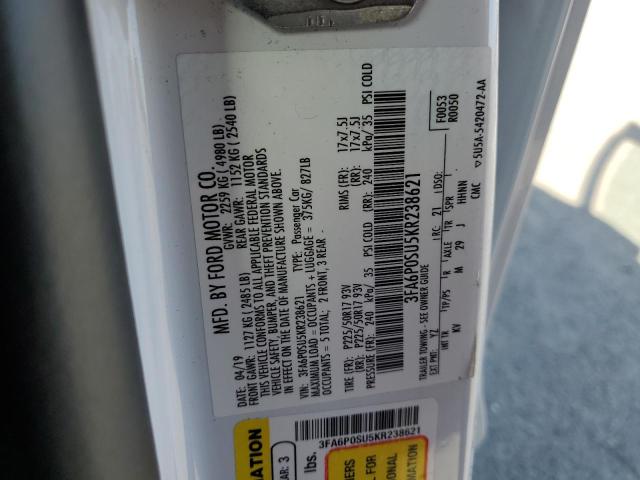 MFD. BY FORD MOTOR CO.
DATE: 04/19 GVWR: 2259 KG ( 4980 LB)
FRONT GAWR: 1127 KG ( 2485 LB) REAR GAWR: 1152 KG ( 2540 LB)
THIS VEHICLE CONFORMS TO ALL APPLICABLE FEDERAL MOTOR
VEHICLE SAFETY, BUMPER, AND THEFT PREVENTION STANDARDS
IN EFFECT ON THE DATE OF MANUFACTURE SHOWN ABOVE.
VIN: 3FA6P0SU5KR238621 TYPE: Passenger Car
MAXIMUM LOAD = OCCUPANTS + LUGGAGE = 375KG/ 827LB
OCCUPANTS = 5 TOTAL; 2 FRONT, 3 REAR -
TIRE (FR): P225/50R17 93V RIMS (FR): 17x7.5J
(RR): P225/50R17 93V (RR): 17x7.5J
PRESSURE (FR): 240 kPa/ 35 PSI COLD (RR): 240 kPa/ 35 PSI COLD
3FA6P0SU5KR238621
TRAILER TOWING - SEE OWNER GUIDE
F0053
EXT PNT: YZ RC: 21 DSO: R0050
INT TR TP/PS R AXLE TR SPR
KV M 29 J HHNN
CMC 5U5A-5420472-AA
3FA6P0SU5KR238621
MATION
AR: 3
lbs.